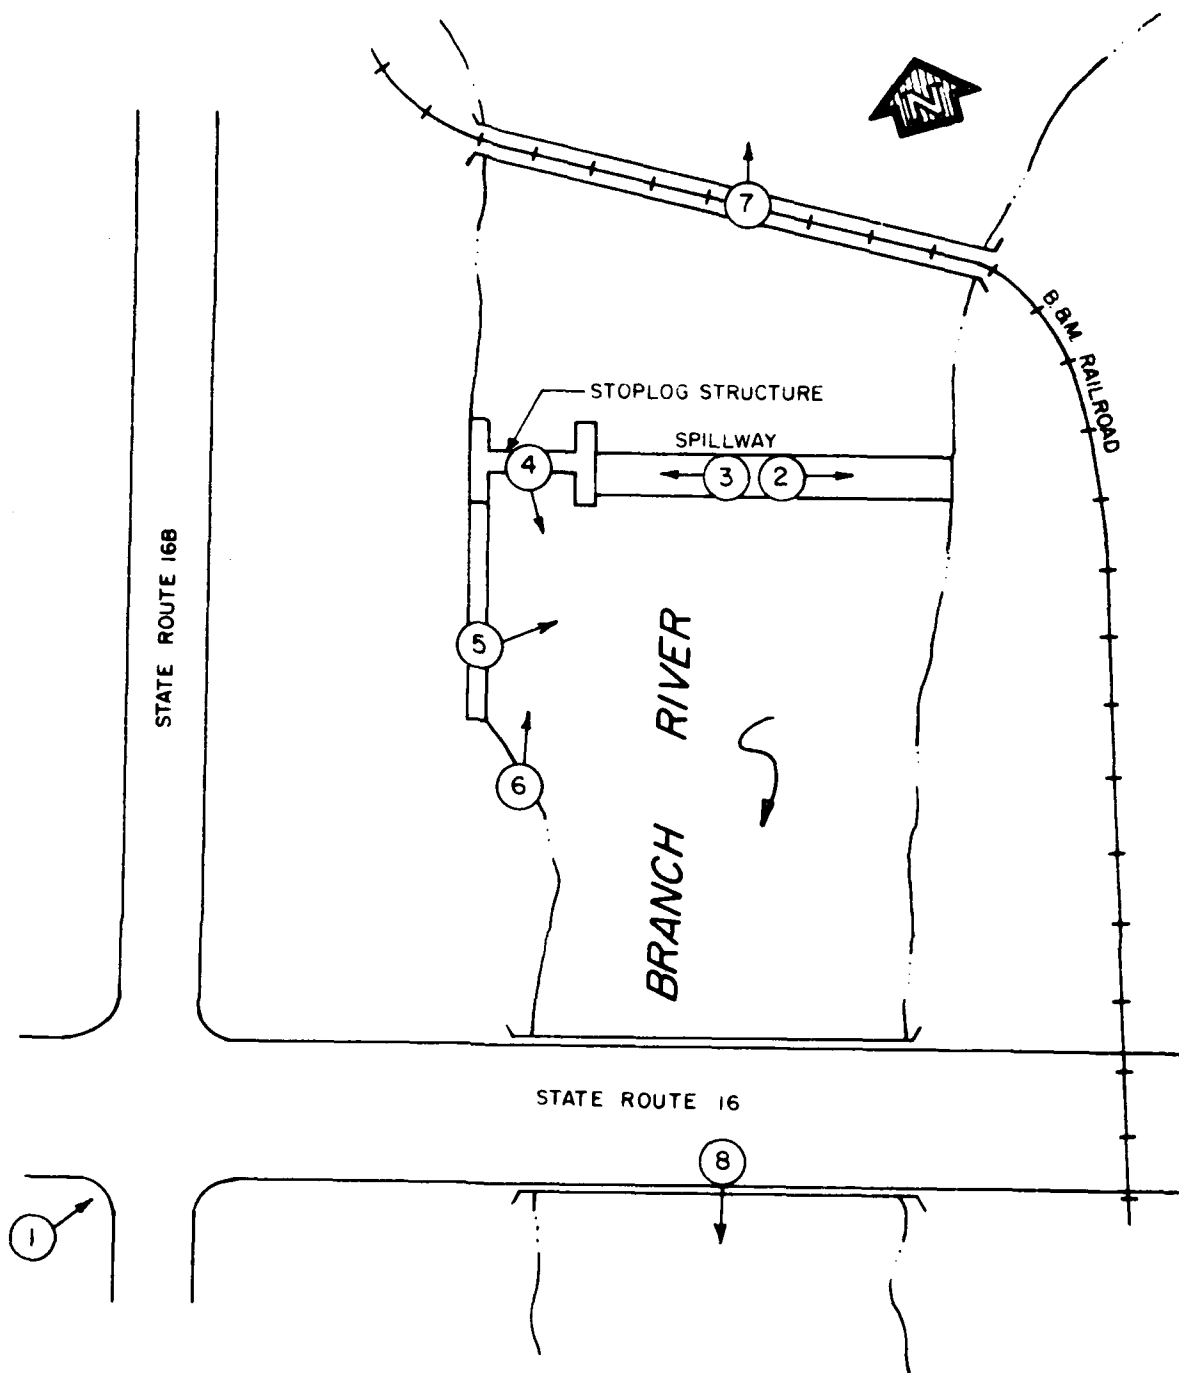 N
7
B.&M. RAILROAD
STOPLOG STRUCTURE
SPILLWAY
4
3
2
STATE ROUTE 16B
5
6
BRANCH RIVER
STATE ROUTE 16
8
1